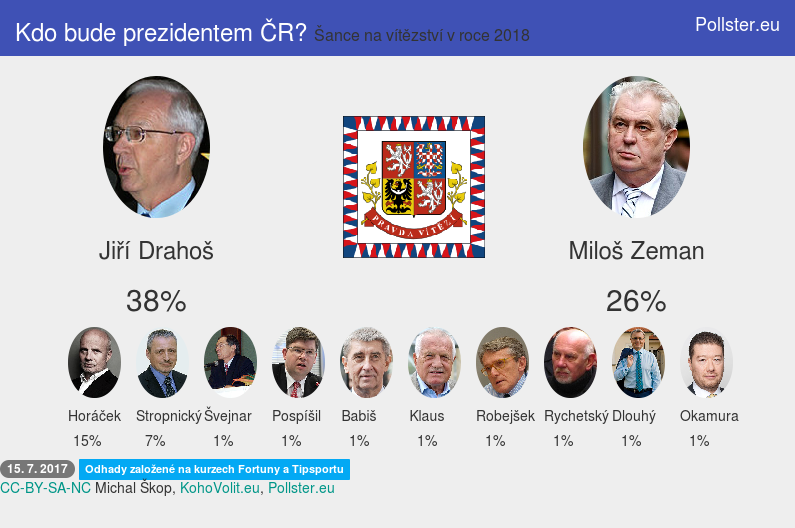 Kdo bude prezidentem ČR? Šance na vítězství v roce 2018
Pollster.eu
PRAVDA VÍTĚZÍ
Jiří Drahoš
Miloš Zeman
38%
26%
Horáček Stropnický Švejnar Pospíšil Babiš Klaus Robejšek Rychetský Dlouhý Okamura
15% 7% 1% 1% 1% 1% 1% 1% 1% 1%
15. 7. 2017 Odhady založené na kurzech Fortuny a Tipsportu
CC-BY-SA-NC Michal Škop, KohoVolit.eu, Pollster.eu